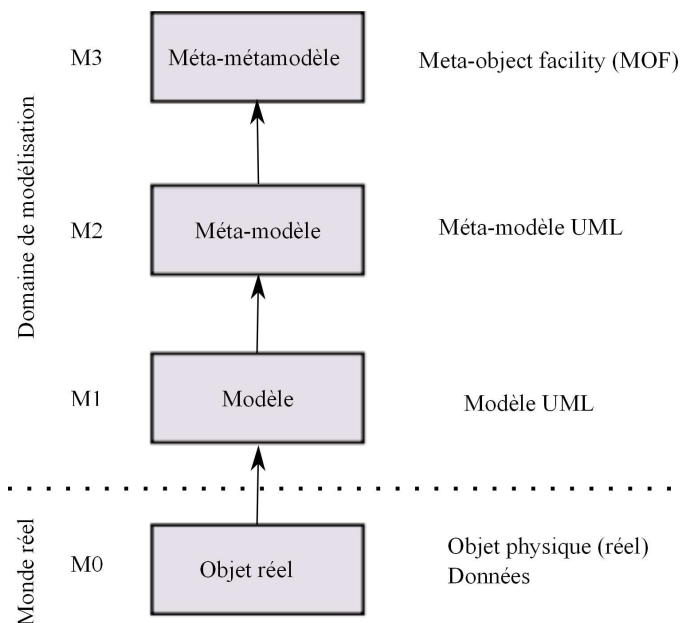 M3
Méta-métamodèle
Meta-object facility (MOF)
Domaine de modélisation
M2
Méta-modèle
Méta-modèle UML
M1
Modèle
Modèle UML
Monde réel
M0
Objet réel
Objet physique (réel)
Données